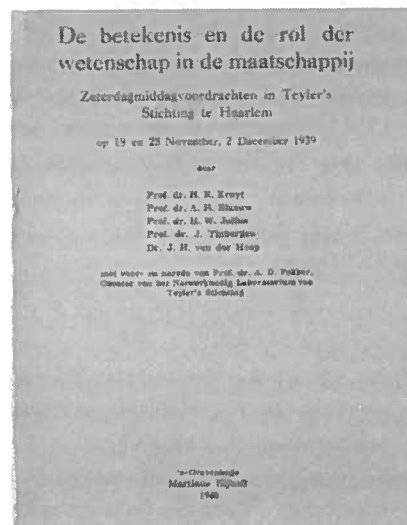 De betekenis en de rol der
wetenschap in de maatschappij
Zaterdagmiddagvoordrachten in Teyler's
Stichting te Haarlem
op 18 en 25 November, 2 December 1939
door
Prof. dr. H. R. Kruyt
Prof. dr. A. H. Blaauw
Prof. dr. M. W. Julius
Prof. dr. J. Tinbergen
Dr. J. H. van der Hoop
met voor- en narede van Prof. dr. A. D. Fokker,
Curator van het Natuurkundig Laboratorium van
Teyler's Stichting
's-Gravenhage
Martinus Nijhoff
1940